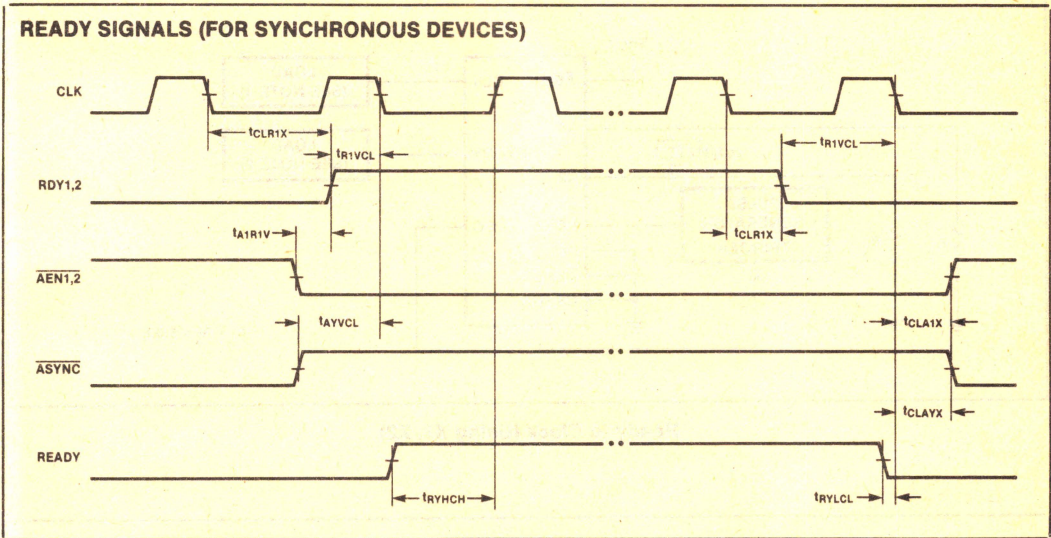 READY SIGNALS (FOR SYNCHRONOUS DEVICES)
CLK
tCLR1X
tR1VCL
tR1VCL
RDY1,2
tCLR1X
tA1R1V
AEN1,2
tAYVCL
tCLA1X
ASYNC
tCLAYX
READY
tRYHCH
tRYLCL